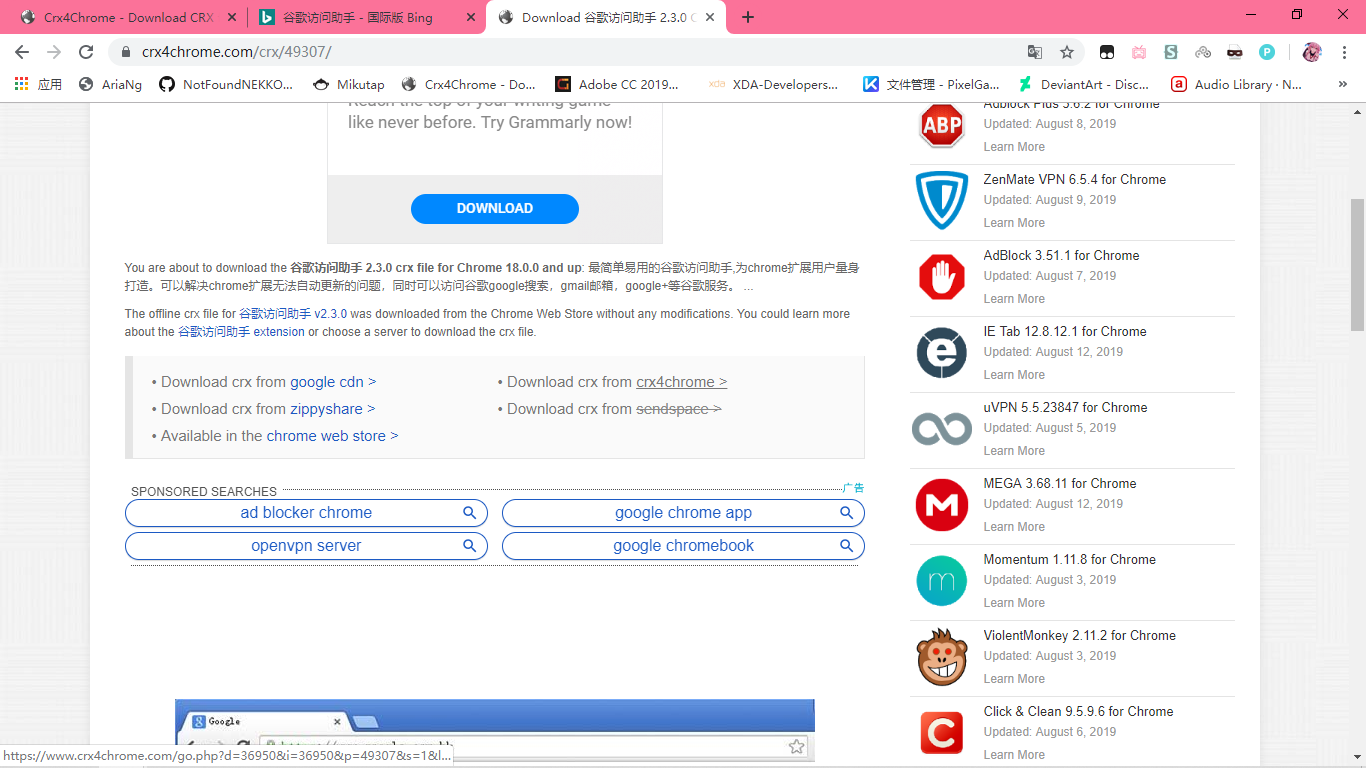 Crx4Chrome - Download CRX
谷歌访问助手 - 国际版 Bing
Download 谷歌访问助手 2.3.0 C
crx4chrome.com/crx/49307/
应用
AriaNg
NotFoundNEKKO...
Mikutap
Crx4Chrome - Do...
Adobe CC 2019...
xda
XDA-Developers...
文件管理 - PixelGa...
DeviantArt - Disc...
a
Audio Library · N...
»
Reach the top of your writing game
like never before. Try Grammarly now!
DOWNLOAD
You are about to download the 谷歌访问助手 2.3.0 crx file for Chrome 18.0.0 and up: 最简单易用的谷歌访问助手,为chrome扩展用户量身
打造。可以解决chrome扩展无法自动更新的问题，同时可以访问谷歌google搜索，gmail邮箱，google+等谷歌服务。 ...
The offline crx file for 谷歌访问助手 v2.3.0 was downloaded from the Chrome Web Store without any modifications. You could learn more
about the 谷歌访问助手 extension or choose a server to download the crx file.
• Download crx from google cdn >
• Download crx from crx4chrome >
• Download crx from zippyshare >
• Download crx from sendspace >
• Available in the chrome web store >
SPONSORED SEARCHES
广告
ad blocker chrome
google chrome app
openvpn server
google chromebook
Google
https://www.crx4chrome.com/go.php?d=36950&i=36950&p=49307&s=1&l...
ABP
Adblock Plus 3.6.2 for Chrome
Updated: August 8, 2019
Learn More
ZenMate VPN 6.5.4 for Chrome
Updated: August 9, 2019
Learn More
AdBlock 3.51.1 for Chrome
Updated: August 7, 2019
Learn More
e
IE Tab 12.8.12.1 for Chrome
Updated: August 12, 2019
Learn More
uVPN 5.5.23847 for Chrome
Updated: August 5, 2019
Learn More
M
MEGA 3.68.11 for Chrome
Updated: August 12, 2019
Learn More
m
Momentum 1.11.8 for Chrome
Updated: August 3, 2019
Learn More
ViolentMonkey 2.11.2 for Chrome
Updated: August 3, 2019
Learn More
C
Click & Clean 9.5.9.6 for Chrome
Updated: August 6, 2019
Learn More